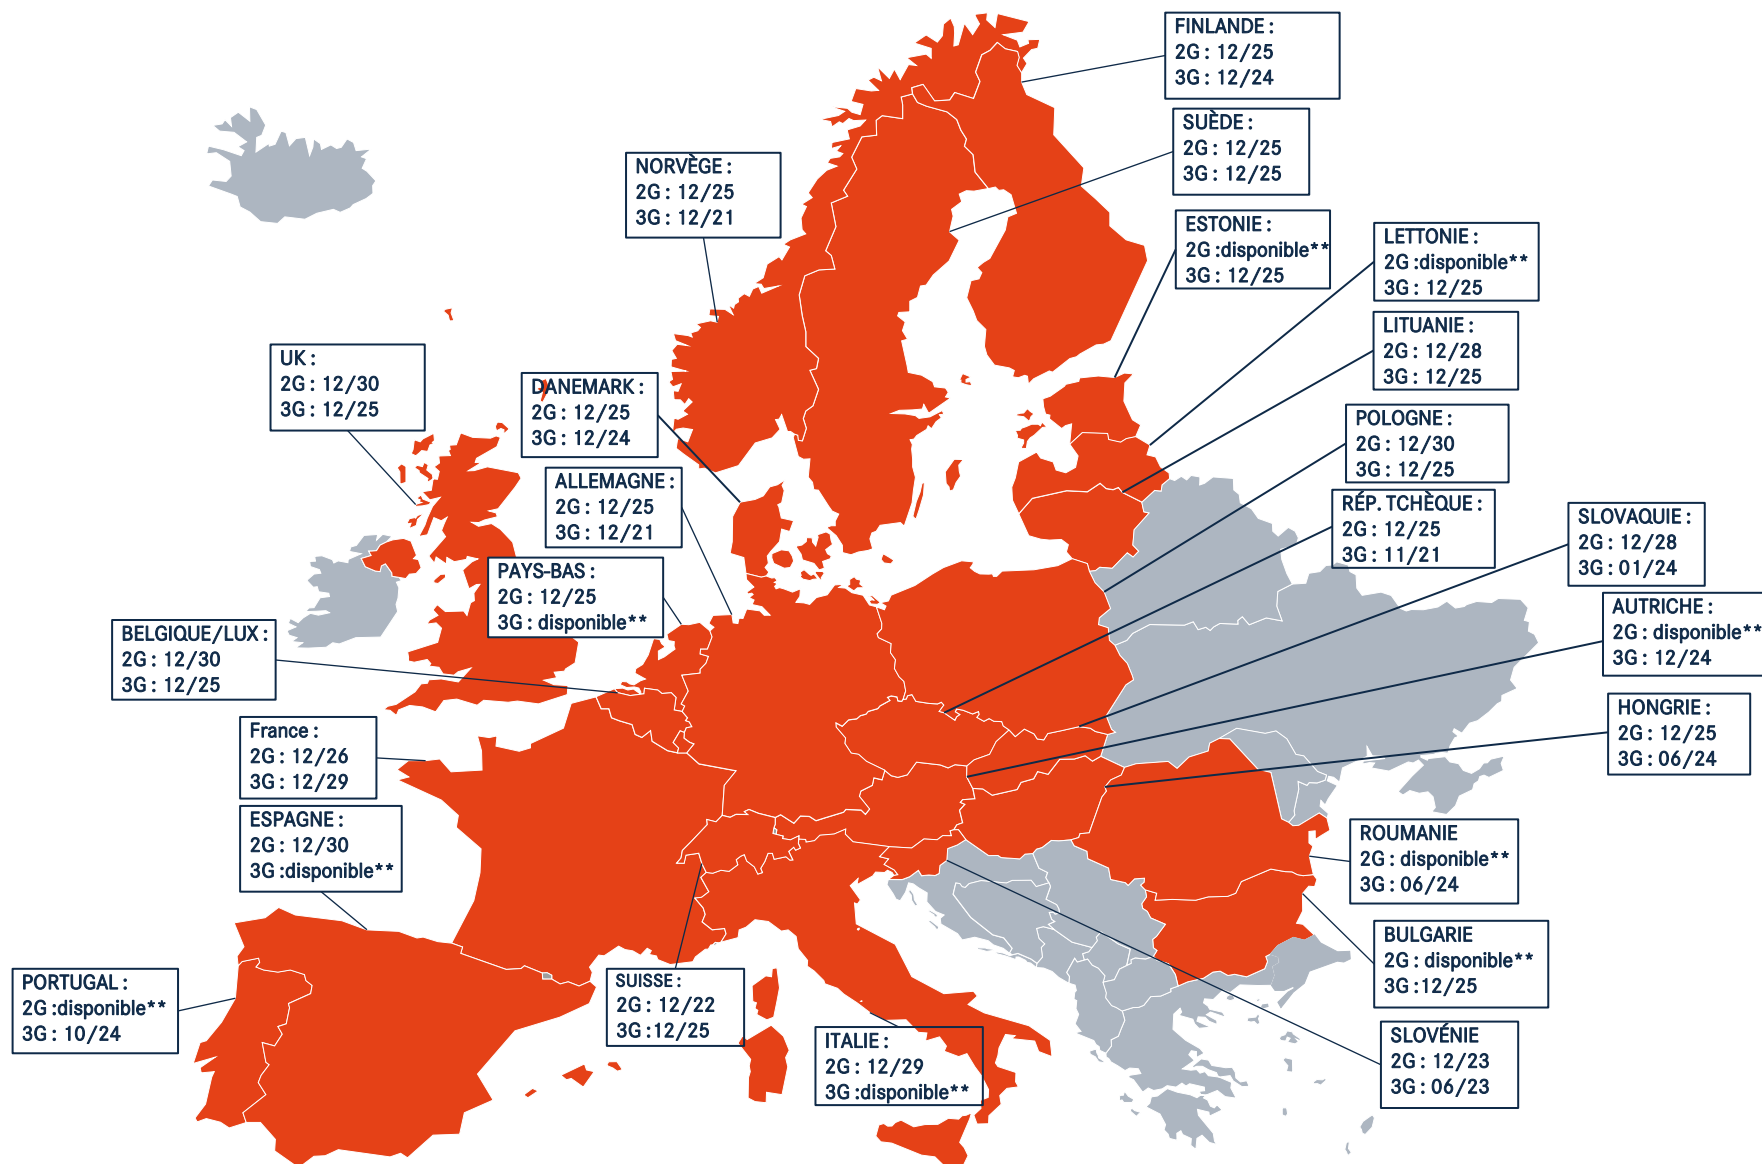 FINLANDE :
2G : 12/25
3G : 12/24
SUÈDE :
2G : 12/25
3G : 12/25
NORVÈGE :
2G : 12/25
3G : 12/21
ESTONIE :
2G :disponible**
3G : 12/25
LETTONIE :
2G :disponible**
3G : 12/25
LITUANIE :
2G : 12/28
3G : 12/25
UK :
2G : 12/30
3G : 12/25
DANEMARK :
2G : 12/25
3G : 12/24
POLOGNE :
2G : 12/30
3G : 12/25
ALLEMAGNE :
2G : 12/25
3G : 12/21
RÉP. TCHÈQUE :
2G : 12/25
3G : 11/21
SLOVAQUIE :
2G : 12/28
3G : 01/24
PAYS-BAS :
2G : 12/25
3G : disponible**
AUTRICHE :
2G : disponible**
3G : 12/24
BELGIQUE/LUX :
2G : 12/30
3G : 12/25
HONGRIE :
2G : 12/25
3G : 06/24
France :
2G : 12/26
3G : 12/29
ESPAGNE :
2G : 12/30
3G :disponible**
ROUMANIE
2G : disponible**
3G : 06/24
BULGARIE
2G : disponible**
3G :12/25
PORTUGAL :
2G :disponible**
3G : 10/24
SUISSE :
2G : 12/22
3G :12/25
ITALIE :
2G : 12/29
3G :disponible**
SLOVÉNIE
2G : 12/23
3G : 06/23